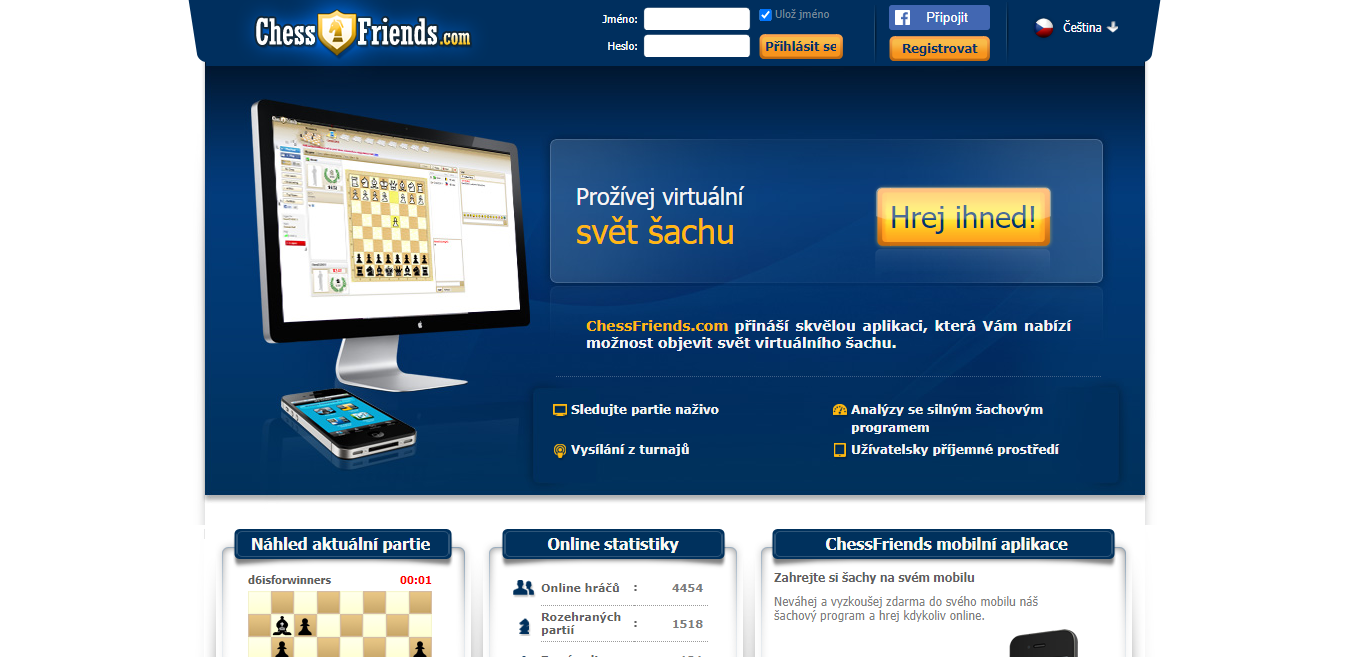 ChessFriends.com
Jméno:
Ulož jméno
Heslo:
Přihlásit se
Připojit
Registrovat
Čeština
Prožívej virtuální
svět šachu
Hrej ihned!
ChessFriends.com přináší skvělou aplikaci, která Vám nabízí
možnost objevit svět virtuálního šachu.
Sledujte partie naživo
Analýzy se silným šachovým
programem
Vysílání z turnajů
Užívatelsky příjemné prostředí
Náhled aktuální partie
d6isforwinners 00:01
Online statistiky
Online hráčů : 4454
Rozehraných
partií : 1518
ChessFriends mobilní aplikace
Zahrejte si šachy na svém mobilu
Neváhej a vyzkoušej zdarma do svého mobilu náš
šachový program a hrej kdykoliv online.